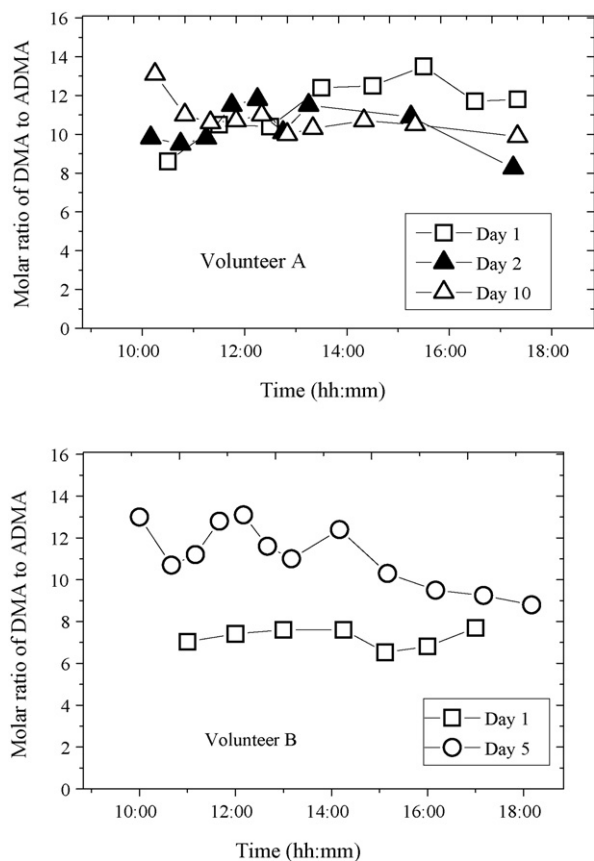 16
14
12
10
8
6
4
2
0
Molar ratio of DMA to ADMA
Volunteer A
Day 1
Day 2
Day 10
10:00 12:00 14:00 16:00 18:00
Time (hh:mm)
16
14
12
10
8
6
4
2
0
Molar ratio of DMA to ADMA
Volunteer B
Day 1
Day 5
10:00 12:00 14:00 16:00 18:00
Time (hh:mm)